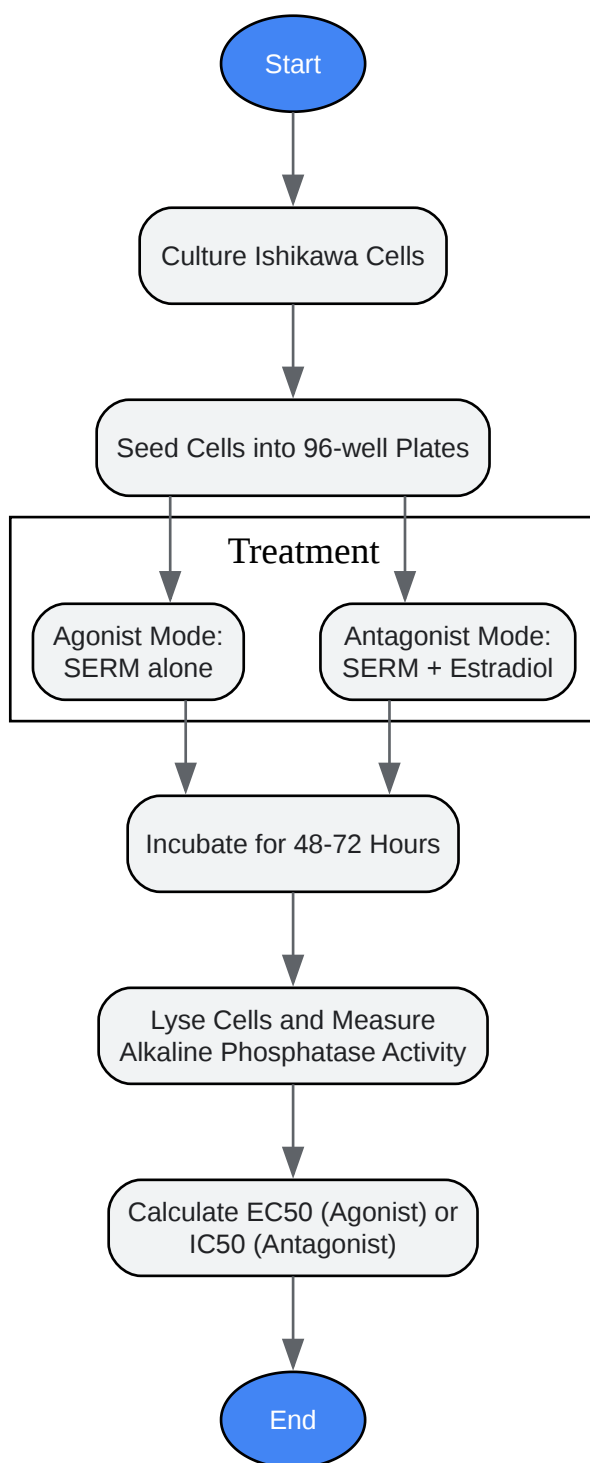 Start
Culture Ishikawa Cells
Seed Cells into 96-well Plates
Treatment
Agonist Mode:
SERM alone
Antagonist Mode:
SERM + Estradiol
Incubate for 48-72 Hours
Lyse Cells and Measure
Alkaline Phosphatase Activity
Calculate EC50 (Agonist) or
IC50 (Antagonist)
End